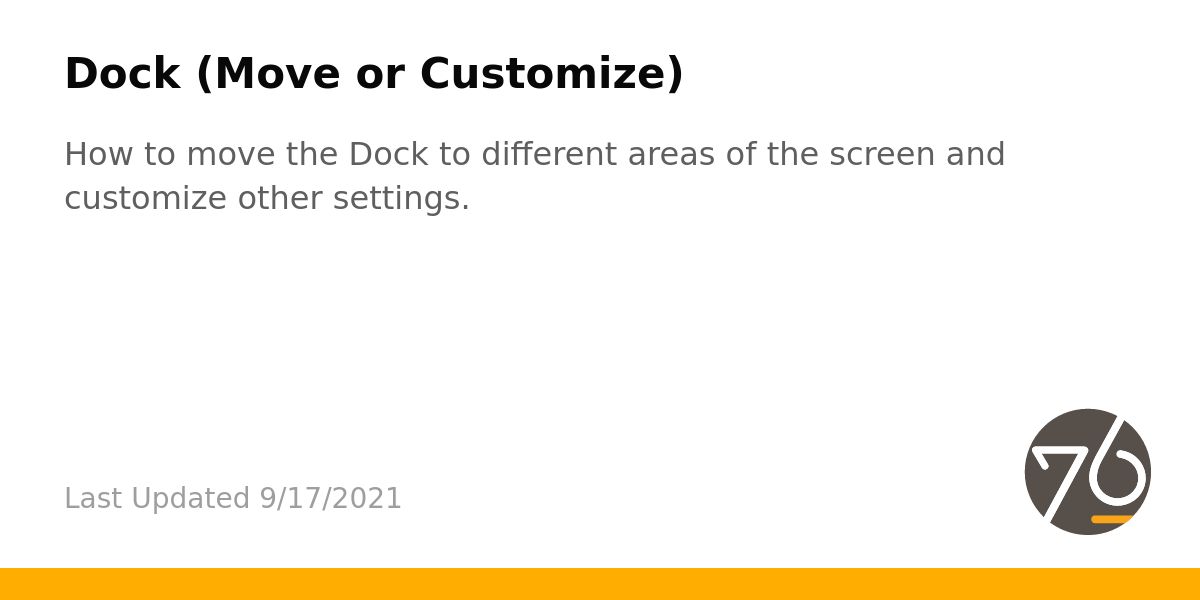 Dock (Move or Customize)
How to move the Dock to different areas of the screen and
customize other settings.
Last Updated 9/17/2021
76